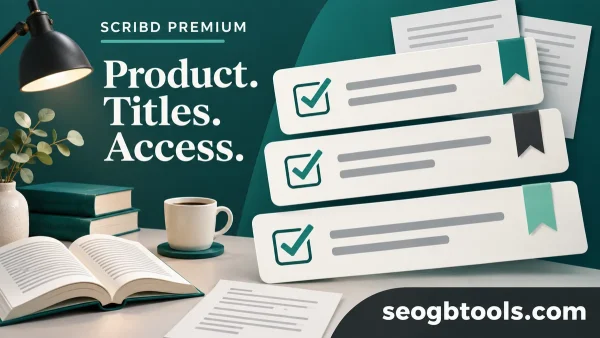 SCRIBD PREMIUM
Product.
Titles.
Access.
seogbtools.com